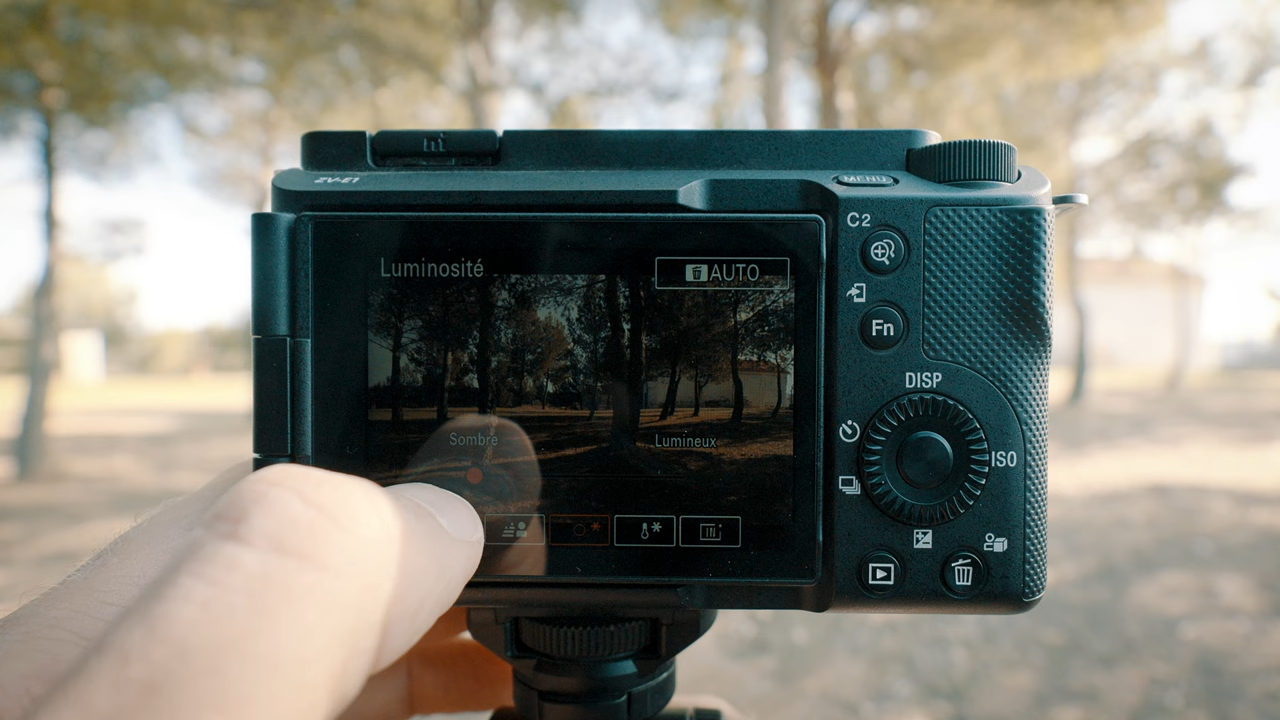 ZV-E1
MENU
C2
Luminosité
AUTO
Fn
DISP
Sombre
Lumineux
ISO